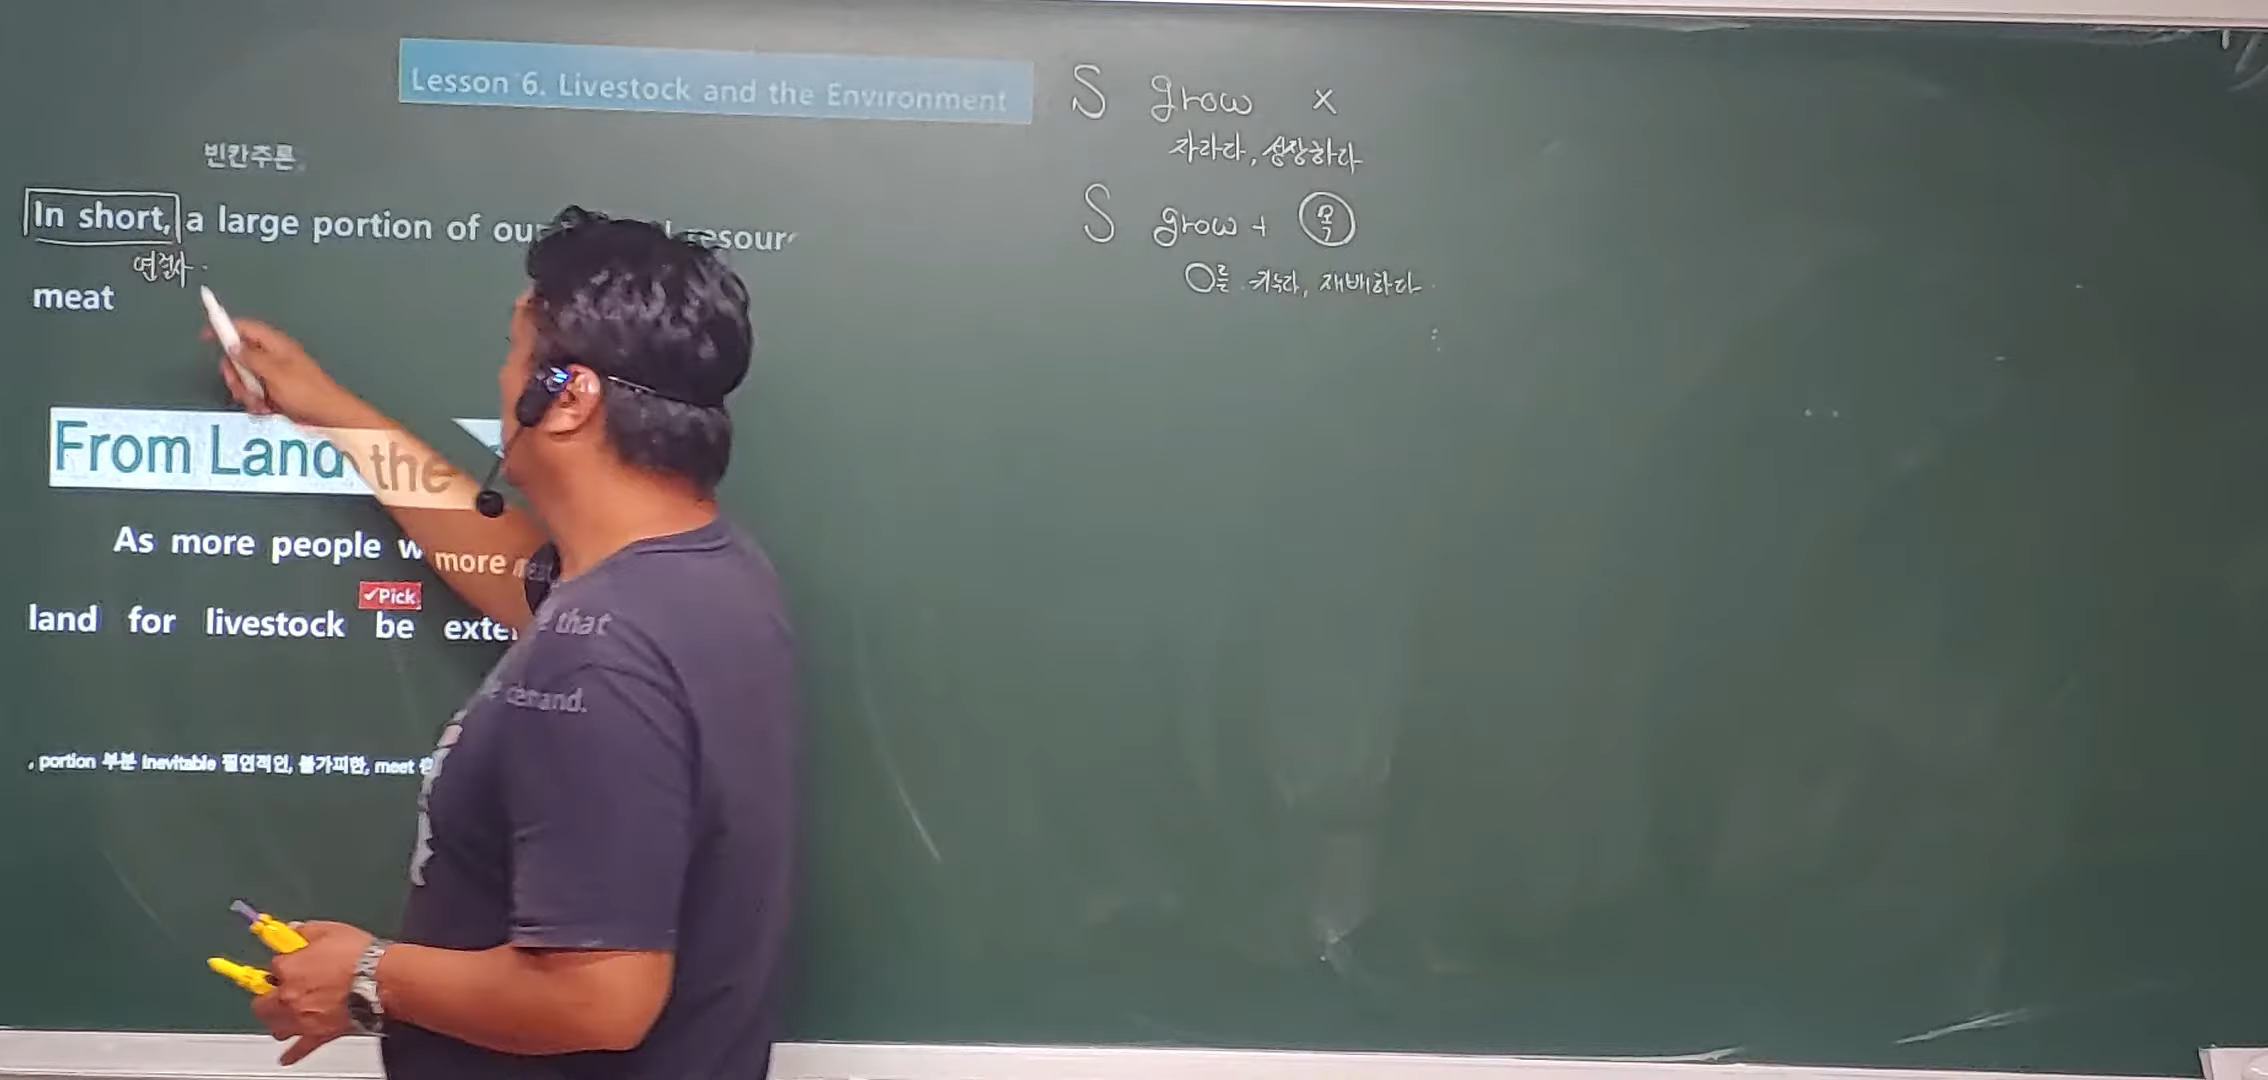 Lesson 6. Livestock and the Environment
빈칸추론
In short, a large portion of our
meat
연결사
From Land the
As more people w more
✓Pick
land for livestock be exte that
demand.
, portion 부분 inevitable 필연적인, 불가피한, meet
S grow x
자라다, 성장하다
S grow + 목
O를 키우다, 재배하다